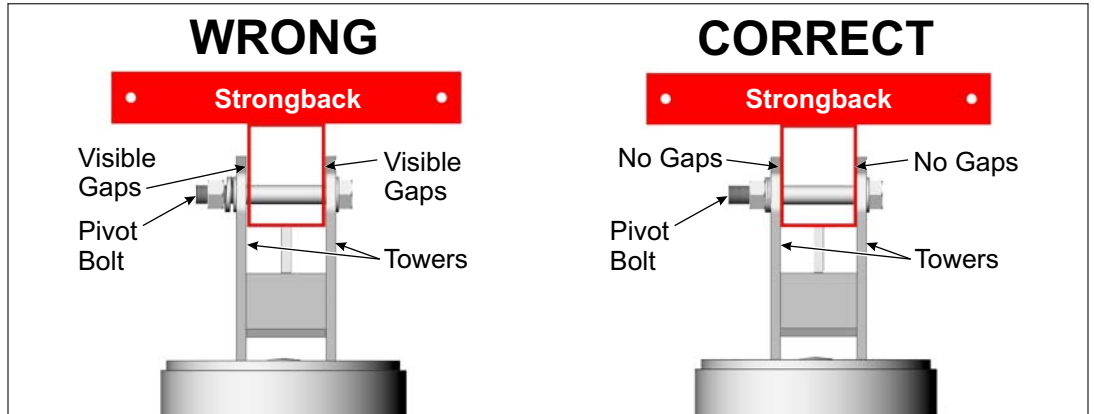 WRONG
Strongback
Visible
Gaps
Visible
Gaps
Pivot
Bolt
Towers
CORRECT
Strongback
No Gaps
No Gaps
Pivot
Bolt
Towers